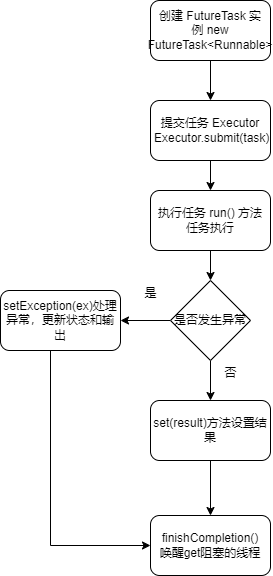 创建 FutureTask 实
例 new
FutureTask<Runnable>
提交任务 Executor
Executor.submit(task)
执行任务 run() 方法
任务执行
是否发生异常
是
setException(ex)处理
异常，更新状态和输
出
否
set(result)方法设置结
果
finishCompletion()
唤醒get阻塞的线程